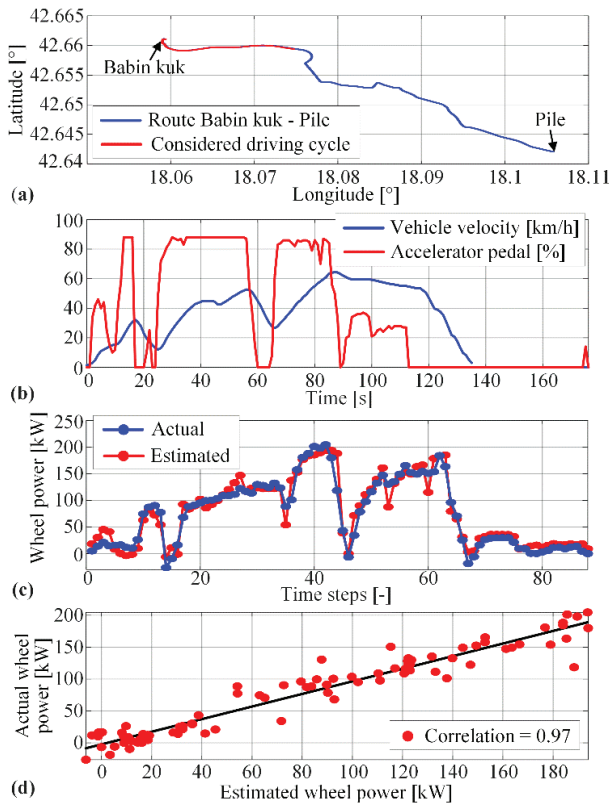 (a)
Latitude [°]
42.66
42.655
42.65
42.645
42.64
Babin kuk
Pile
Route Babin kuk - Pile
Considered driving cycle
18.06 18.07 18.08 18.09 18.1 18.11
Longitude [°]
(b)
100
80
60
40
20
0
Vehicle velocity [km/h]
Accelerator pedal [%]
0 20 40 60 80 100 120 140 160
Time [s]
(c)
Wheel power [kW]
250
200
150
100
50
0
Actual
Estimated
0 20 40 60 80
Time steps [-]
(d)
Actual wheel
power [kW]
200
150
100
50
0
Correlation = 0.97
0 20 40 60 80 100 120 140 160 180
Estimated wheel power [kW]